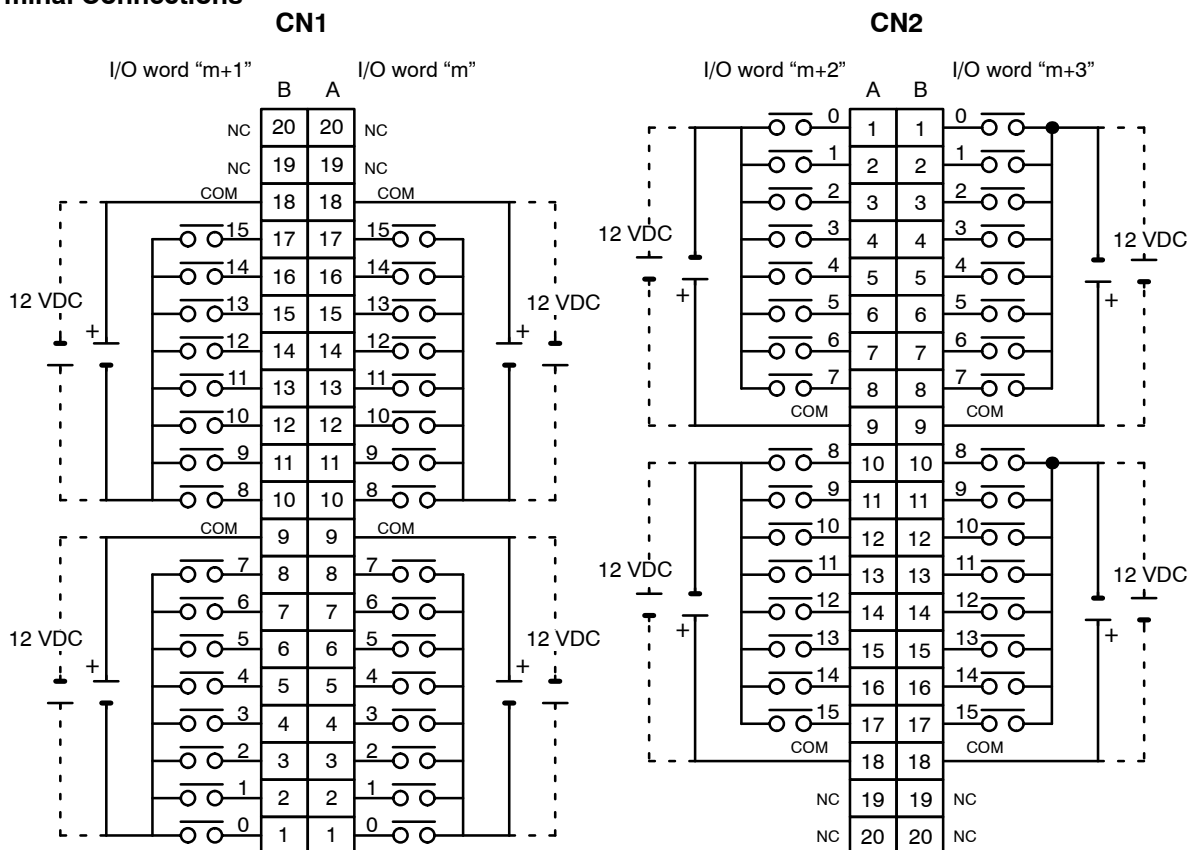 minal Connections
CN1
CN2
I/O word “m+1”
I/O word “m”
B A
NC 20 20 NC
NC 19 19 NC
COM 18 18 COM
15 17 17 15
14 16 16 14
13 15 15 13
12 VDC
12 VDC
+
+
12 14 14 12
11 13 13 11
10 12 12 10
9 11 11 9
8 10 10 8
COM 9 9 COM
7 8 8 7
6 7 7 6
5 6 6 5
12 VDC
12 VDC
+
+
4 5 5 4
3 4 4 3
2 3 3 2
1 2 2 1
0 1 1 0
I/O word “m+2”
I/O word “m+3”
A B
0 1 1 0
1 2 2 1
2 3 3 2
3 4 4 3
12 VDC
12 VDC
4 5 5 4
+
+
5 6 6 5
6 7 7 6
7 8 8 7
COM 9 9 COM
8 10 10 8
9 11 11 9
10 12 12 10
11 13 13 11
12 VDC
12 VDC
12 14 14 12
+
+
13 15 15 13
14 16 16 14
15 17 17 15
COM 18 18 COM
NC 19 19 NC
NC 20 20 NC